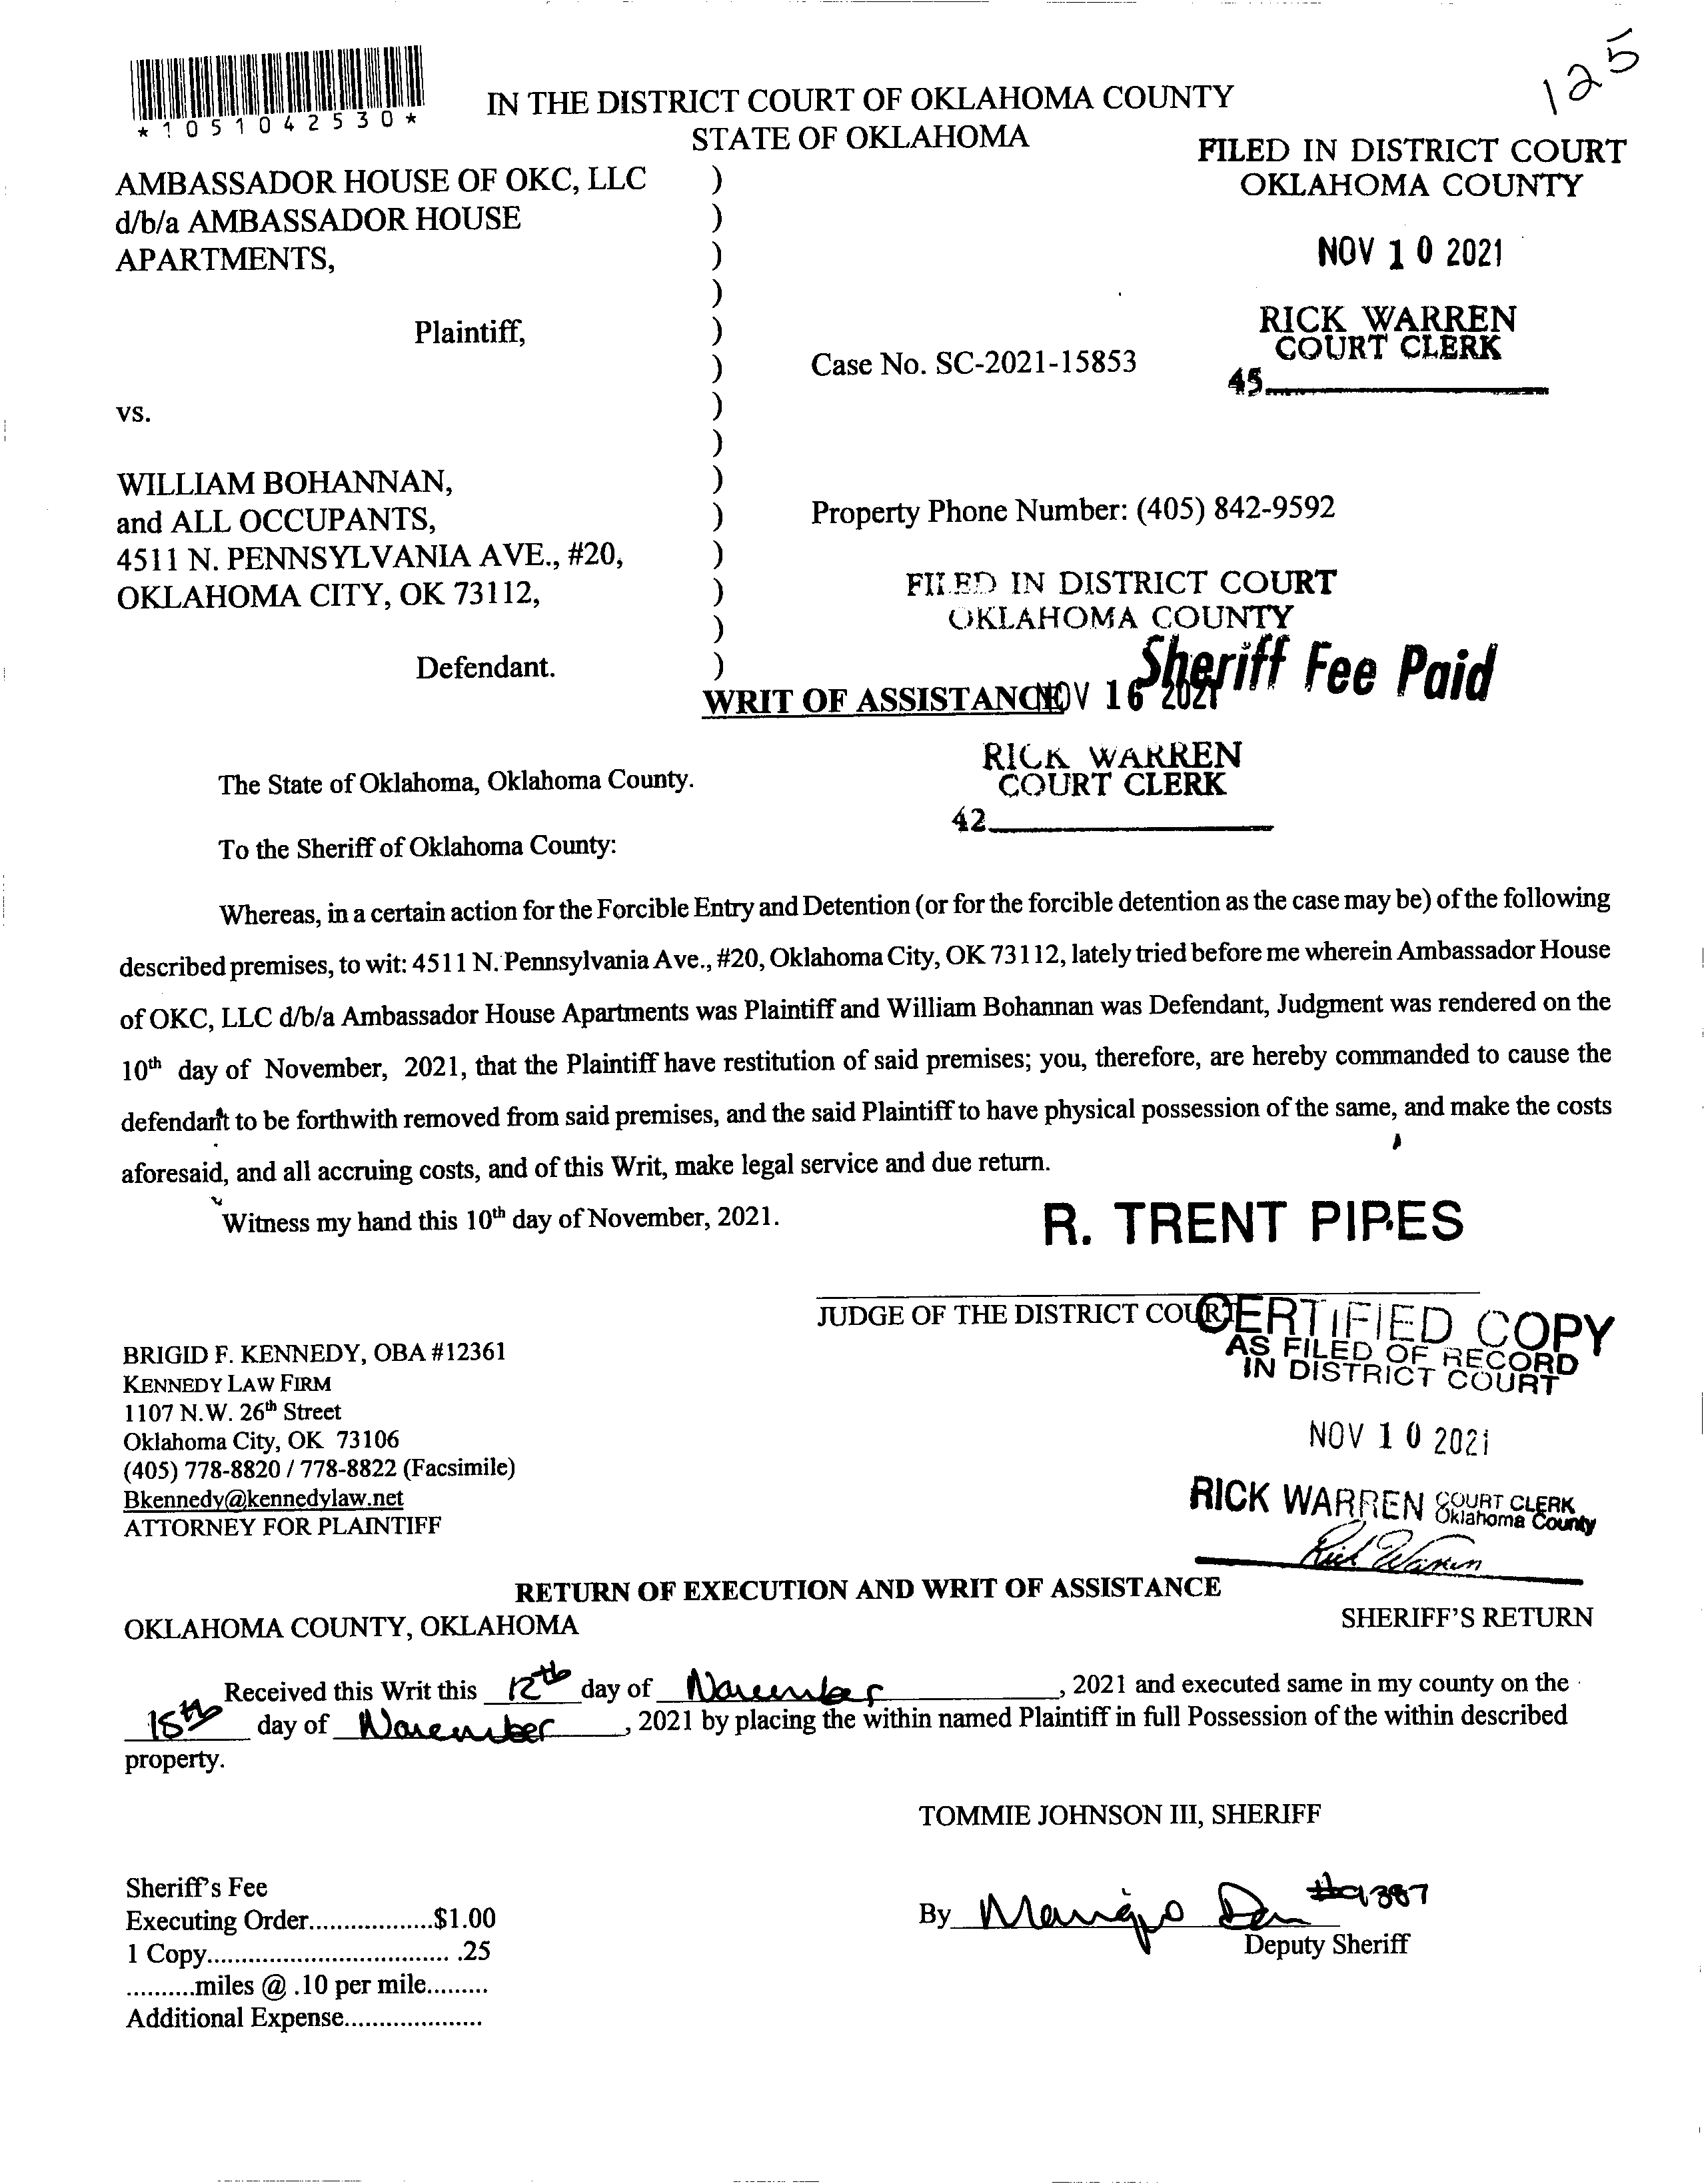 125
*1051042530*
IN THE DISTRICT COURT OF OKLAHOMA COUNTY
STATE OF OKLAHOMA
FILED IN DISTRICT COURT
OKLAHOMA COUNTY
NOV 10 2021
RICK WARREN
COURT CLERK
45
AMBASSADOR HOUSE OF OKC, LLC )
d/b/a AMBASSADOR HOUSE )
APARTMENTS, )
)
Plaintiff, )
) Case No. SC-2021-15853
vs. )
)
WILLIAM BOHANNAN, )
and ALL OCCUPANTS, ) Property Phone Number: (405) 842-9592
4511 N. PENNSYLVANIA AVE., #20, )
OKLAHOMA CITY, OK 73112, )
)
Defendant. )
FILED IN DISTRICT COURT
OKLAHOMA COUNTY
Sheriff Fee Paid
WRIT OF ASSISTANCE
NOV 16 2021
RICK WARREN
COURT CLERK
42
The State of Oklahoma, Oklahoma County.
To the Sheriff of Oklahoma County:
Whereas, in a certain action for the Forcible Entry and Detention (or for the forcible detention as the case may be) of the following
described premises, to wit: 4511 N. Pennsylvania Ave., #20, Oklahoma City, OK 73112, lately tried before me wherein Ambassador House
of OKC, LLC d/b/a Ambassador House Apartments was Plaintiff and William Bohannan was Defendant, Judgment was rendered on the
10th day of November, 2021, that the Plaintiff have restitution of said premises; you, therefore, are hereby commanded to cause the
defendant to be forthwith removed from said premises, and the said Plaintiff to have physical possession of the same, and make the costs
aforesaid, and all accruing costs, and of this Writ, make legal service and due return.
Witness my hand this 10th day of November, 2021.
R. TRENT PIPES
JUDGE OF THE DISTRICT COURT
CERTIFIED COPY
AS FILED OF RECORD
IN DISTRICT COURT
NOV 10 2021
RICK WARREN COURT CLERK
Oklahoma County
Rick Warren
BRIGID F. KENNEDY, OBA #12361
KENNEDY LAW FIRM
1107 N.W. 26th Street
Oklahoma City, OK 73106
(405) 778-8820 / 778-8822 (Facsimile)
Bkennedy@kennedylaw.net
ATTORNEY FOR PLAINTIFF
RETURN OF EXECUTION AND WRIT OF ASSISTANCE
OKLAHOMA COUNTY, OKLAHOMA SHERIFF'S RETURN
Received this Writ this 12th day of November, 2021 and executed same in my county on the
15th day of November, 2021 by placing the within named Plaintiff in full Possession of the within described
property.
TOMMIE JOHNSON III, SHERIFF
Sheriff's Fee
Executing Order..................$1.00
1 Copy.................................. .25
..........miles @ .10 per mile.........
Additional Expense....................
By #9387
Deputy Sheriff